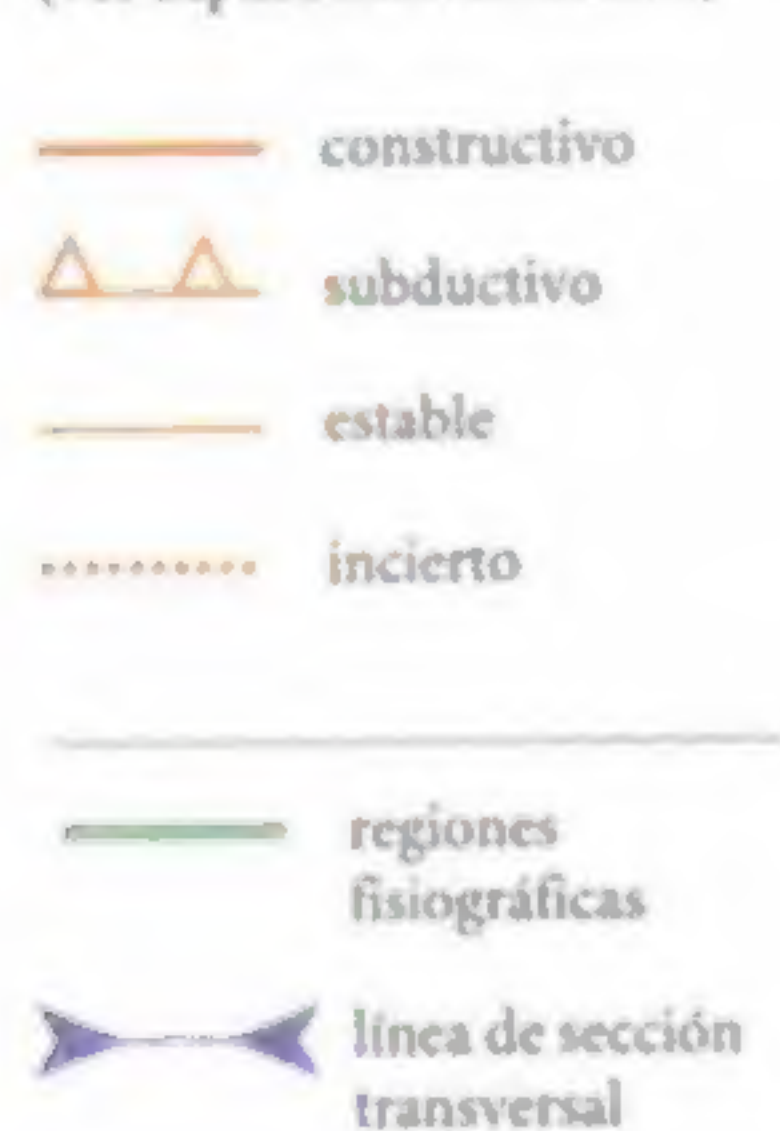 constructivo
subductivo
estable
incierto
regiones
fisiográficas
línea de sección
transversal